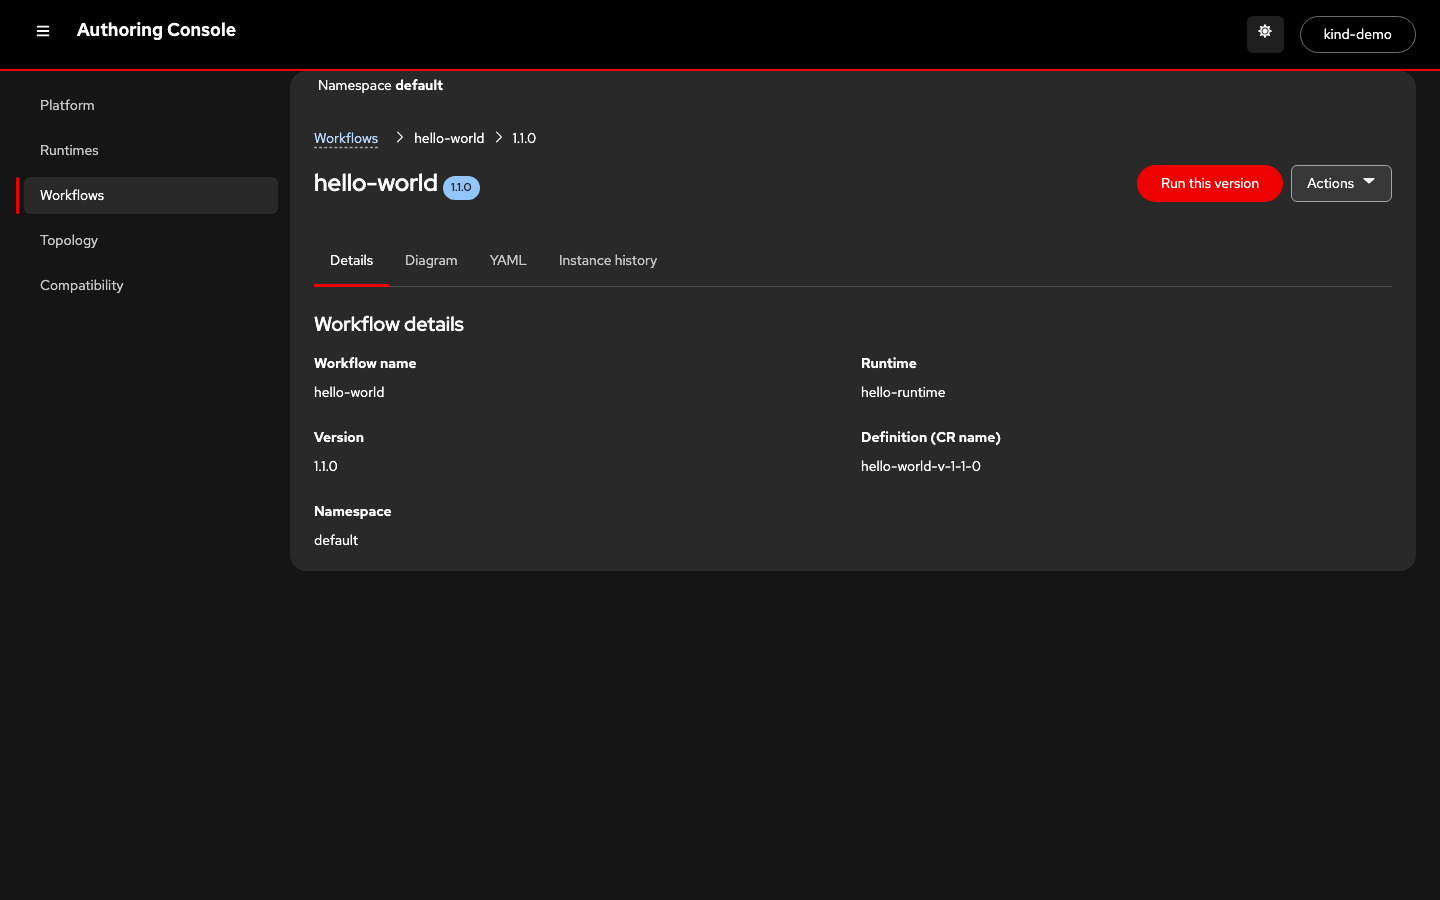 Authoring Console
kind-demo
Platform
Runtimes
Workflows
Topology
Compatibility
Namespace default
Workflows > hello-world > 1.1.0
hello-world 1.1.0
Run this version
Actions
Details
Diagram
YAML
Instance history
Workflow details
Workflow name
hello-world
Runtime
hello-runtime
Version
1.1.0
Definition (CR name)
hello-world-v-1-1-0
Namespace
default